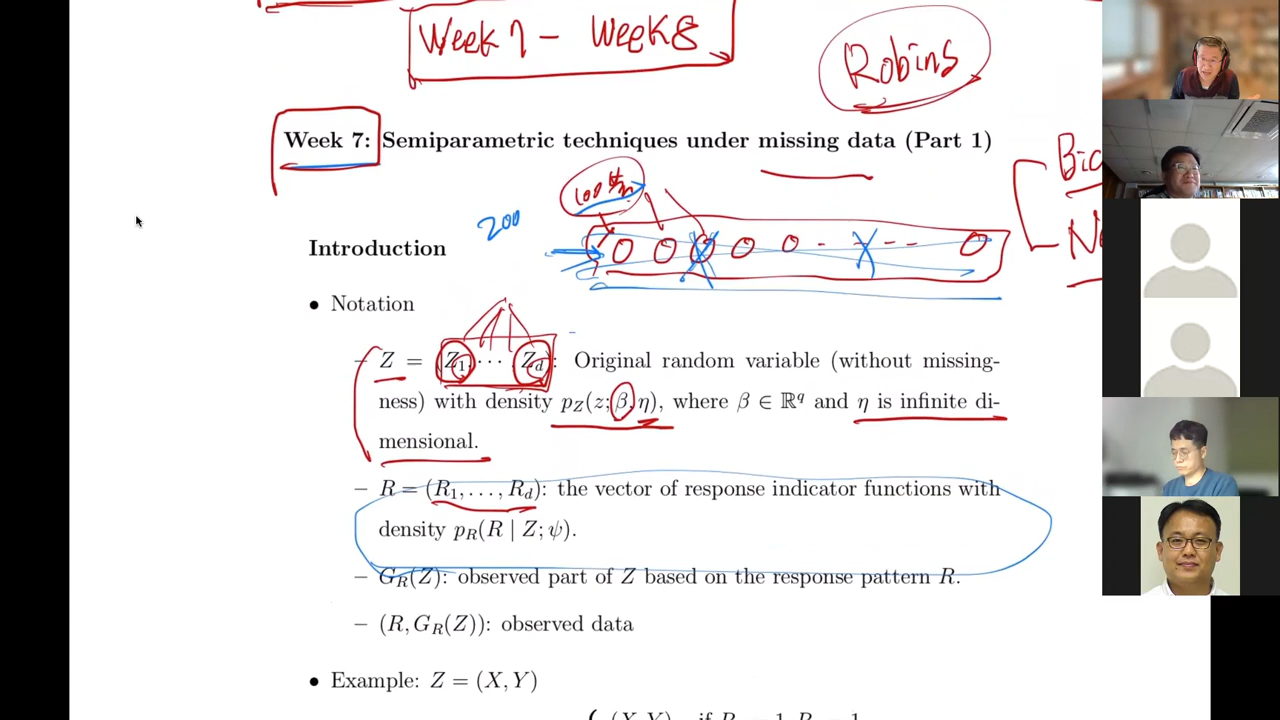 Week 7 - Week 8
Robins
Week 7: Semiparametric techniques under missing data (Part 1)
200
Introduction
• Notation
– Z = (Z1, · · · Zd): Original random variable (without missing-
ness) with density pZ(z; β, η), where β ∈ ℝ^q and η is infinite di-
mensional.
– R = (R1, . . . , Rd): the vector of response indicator functions with
density pR(R | Z; ψ).
– GR(Z): observed part of Z based on the response pattern R.
– (R, GR(Z)): observed data
• Example: Z = (X, Y)